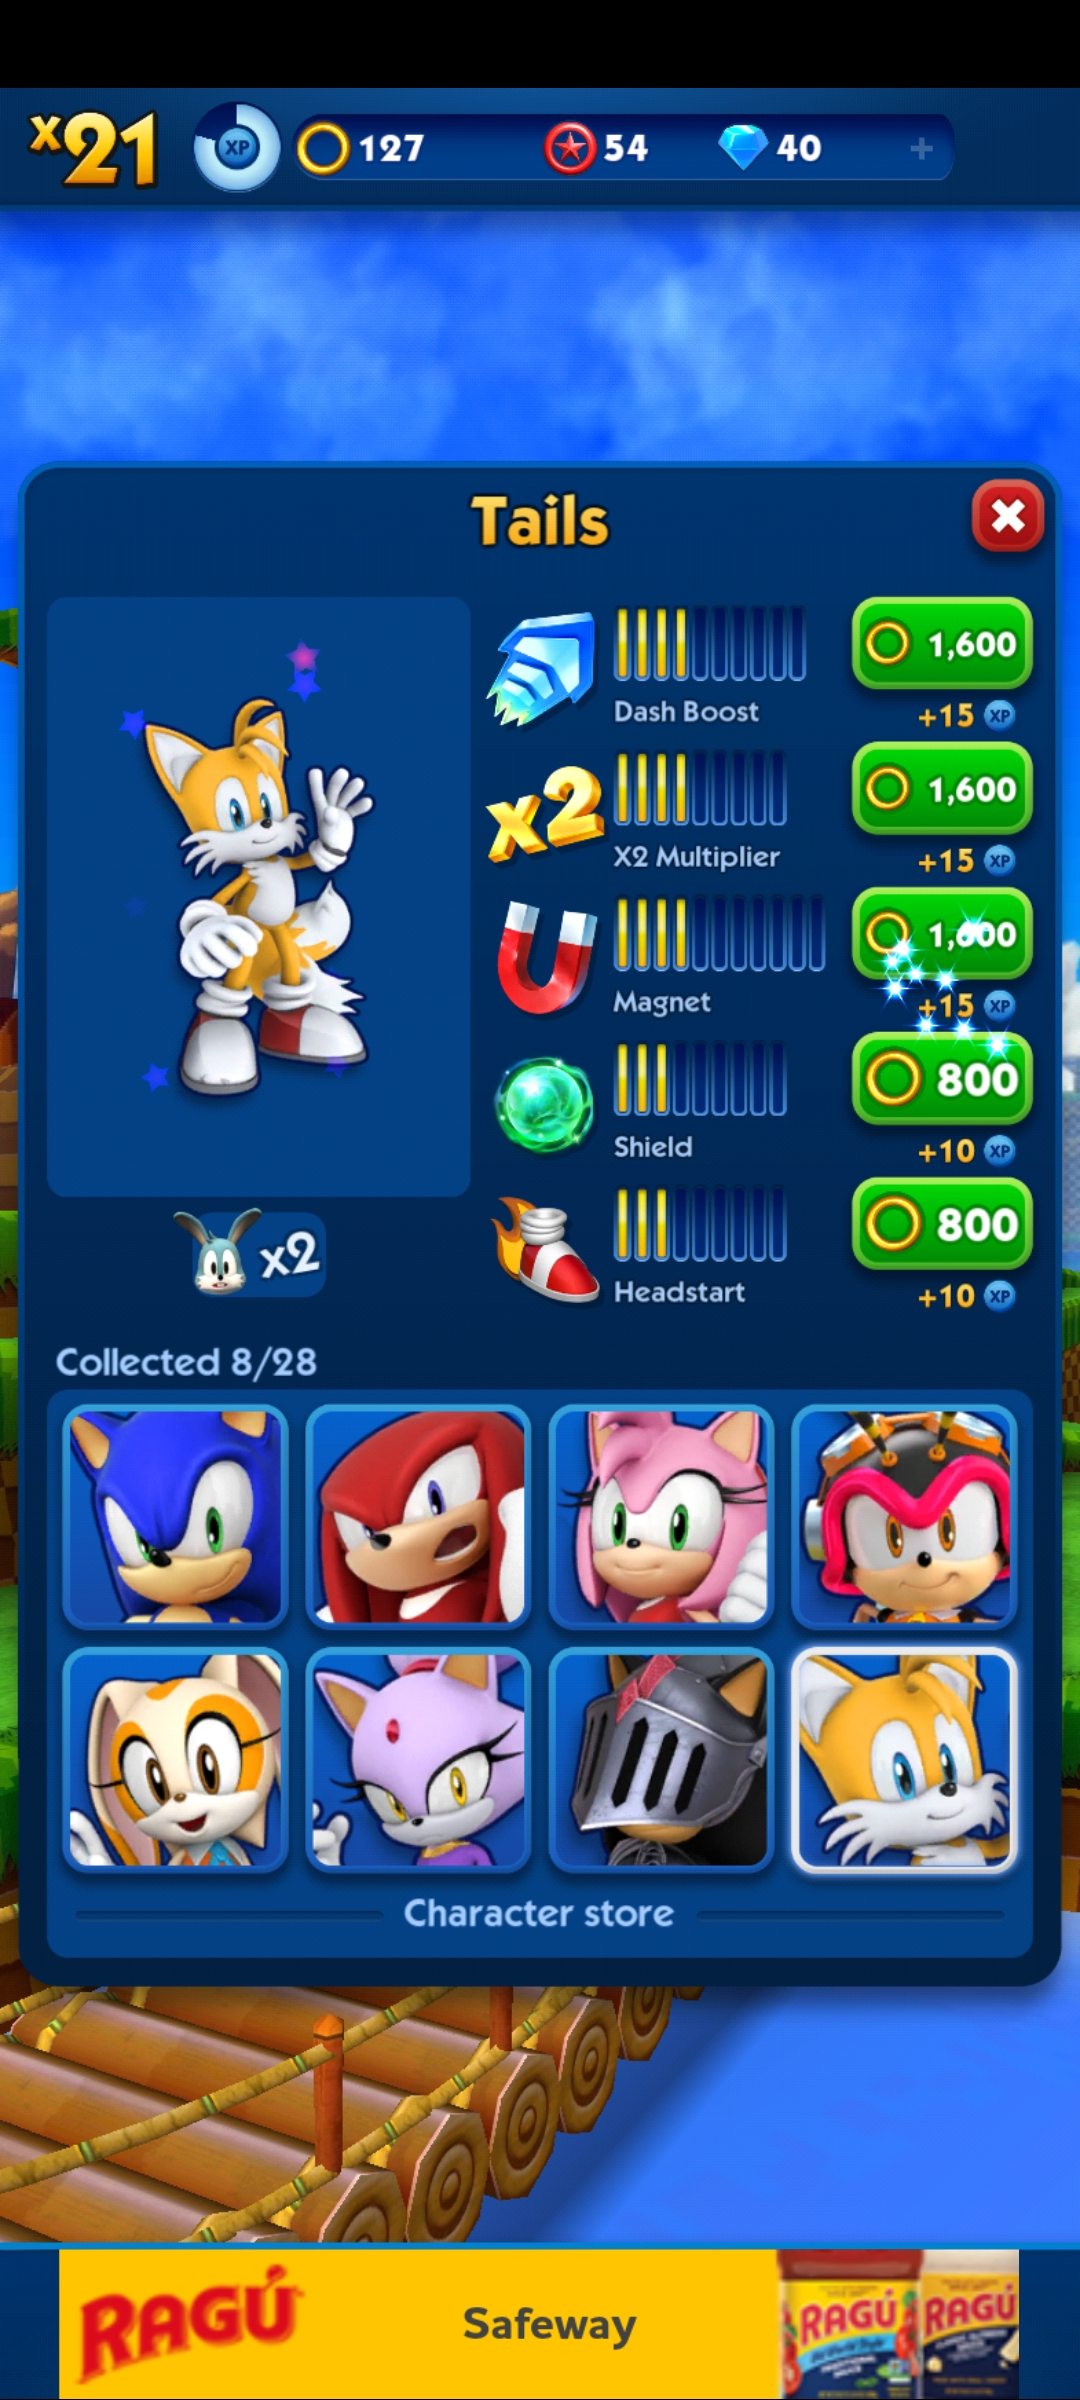 x21 XP 127 54 40 +
Tails
1,600
Dash Boost
+15 XP
x2
1,600
X2 Multiplier
+15 XP
1,600
Magnet
+15 XP
800
Shield
+10 XP
x2
800
Headstart
+10 XP
Collected 8/28
Character store
RAGÚ
Safeway
RAGÚ
RAGÚ